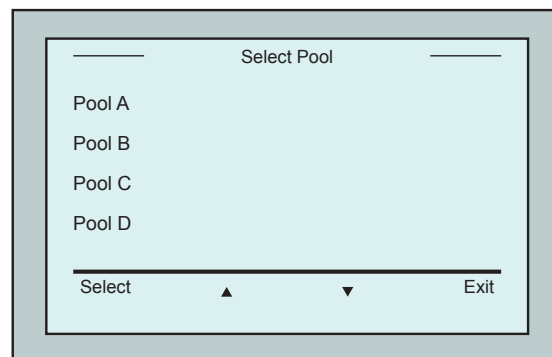 Select Pool
Pool A
Pool B
Pool C
Pool D
Select ▲ ▼ Exit